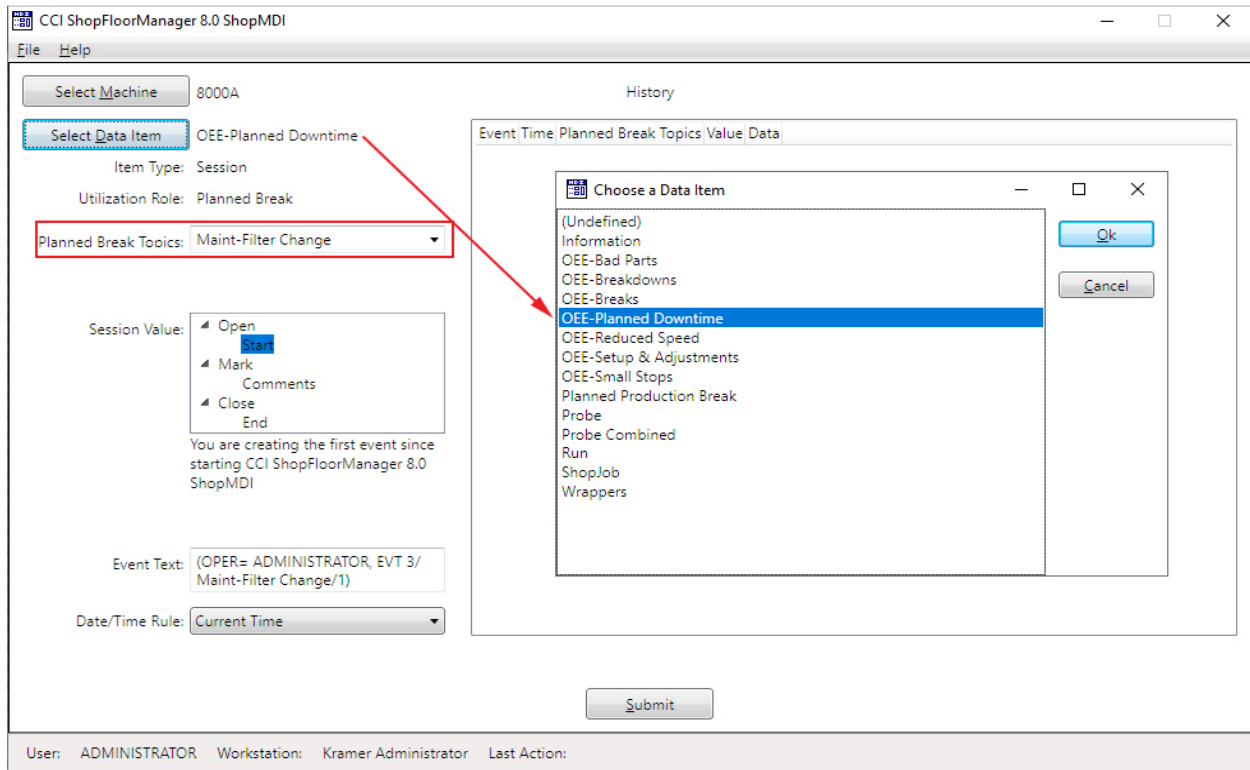 CCI ShopFloorManager 8.0 ShopMDI
File Help
Select Machine 8000A
History
Select Data Item OEE-Planned Downtime
Event Time Planned Break Topics Value Data
Item Type: Session
Utilization Role: Planned Break
Planned Break Topics: Maint-Filter Change
Session Value:
Open
Start
Mark
Comments
Close
End
You are creating the first event since
starting CCI ShopFloorManager 8.0
ShopMDI
Event Text: (OPER= ADMINISTRATOR, EVT 3/
Maint-Filter Change/1)
Date/Time Rule: Current Time
Choose a Data Item
(Undefined)
Information
OEE-Bad Parts
OEE-Breakdowns
OEE-Breaks
OEE-Planned Downtime
OEE-Reduced Speed
OEE-Setup & Adjustments
OEE-Small Stops
Planned Production Break
Probe
Probe Combined
Run
ShopJob
Wrappers
Ok
Cancel
Submit
User: ADMINISTRATOR Workstation: Kramer Administrator Last Action: